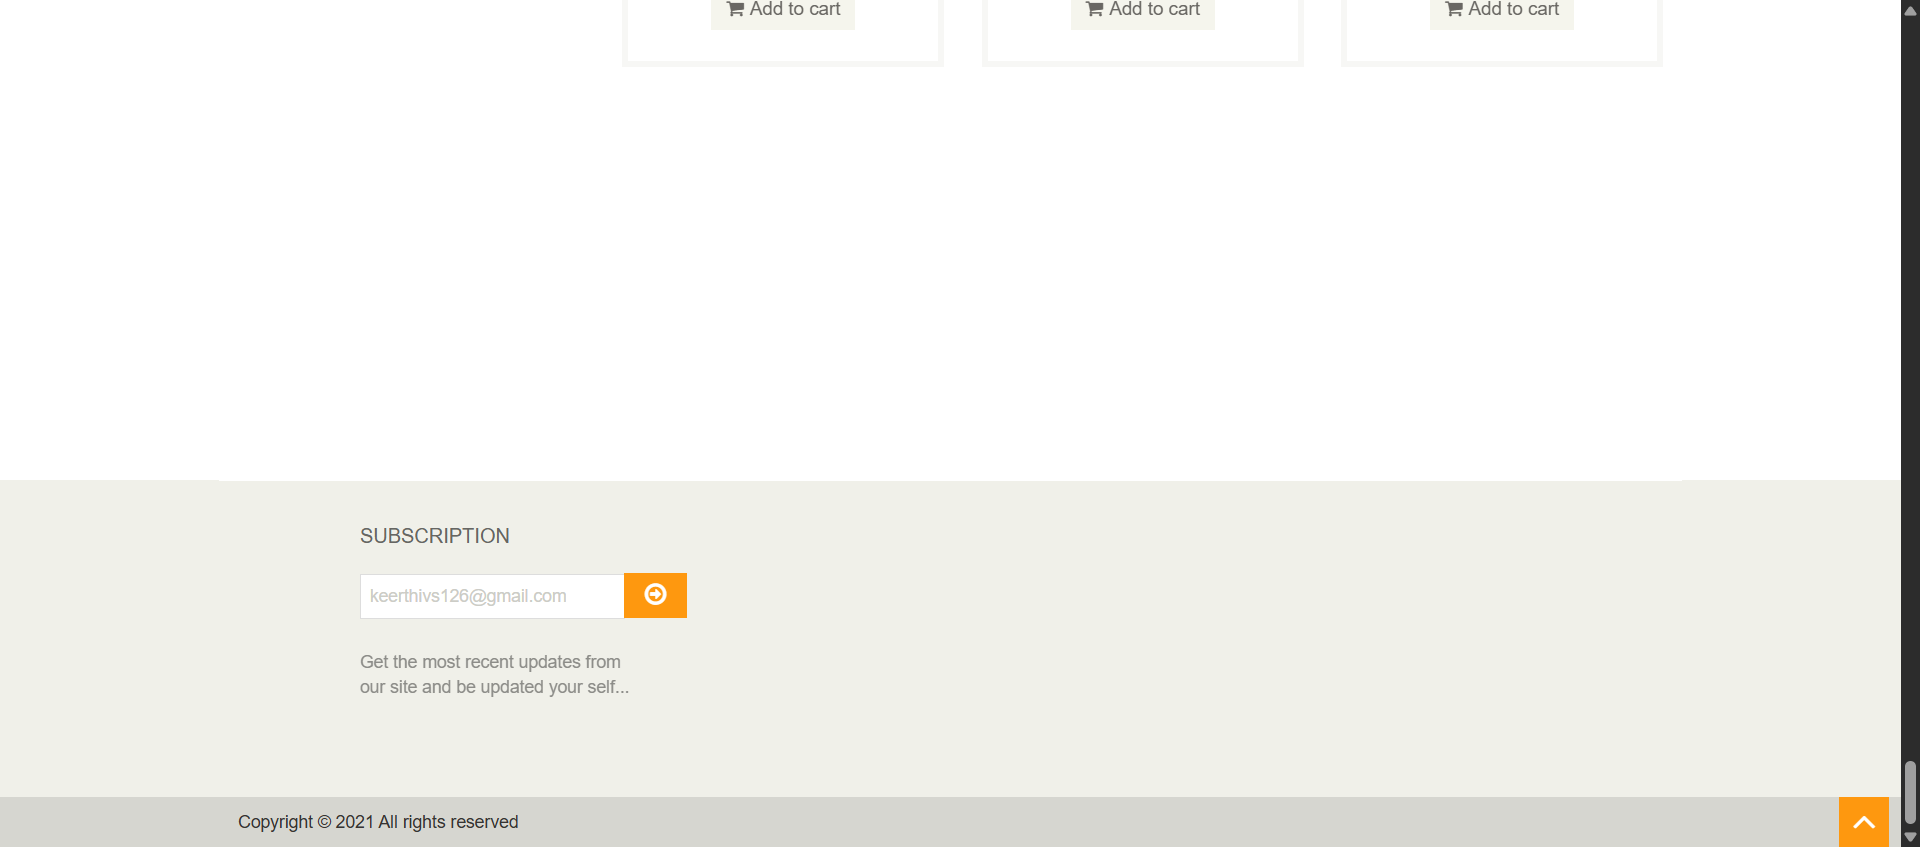 Add to cart Add to cart Add to cart
SUBSCRIPTION
keerthivs126@gmail.com
Get the most recent updates from
our site and be updated your self...
Copyright © 2021 All rights reserved